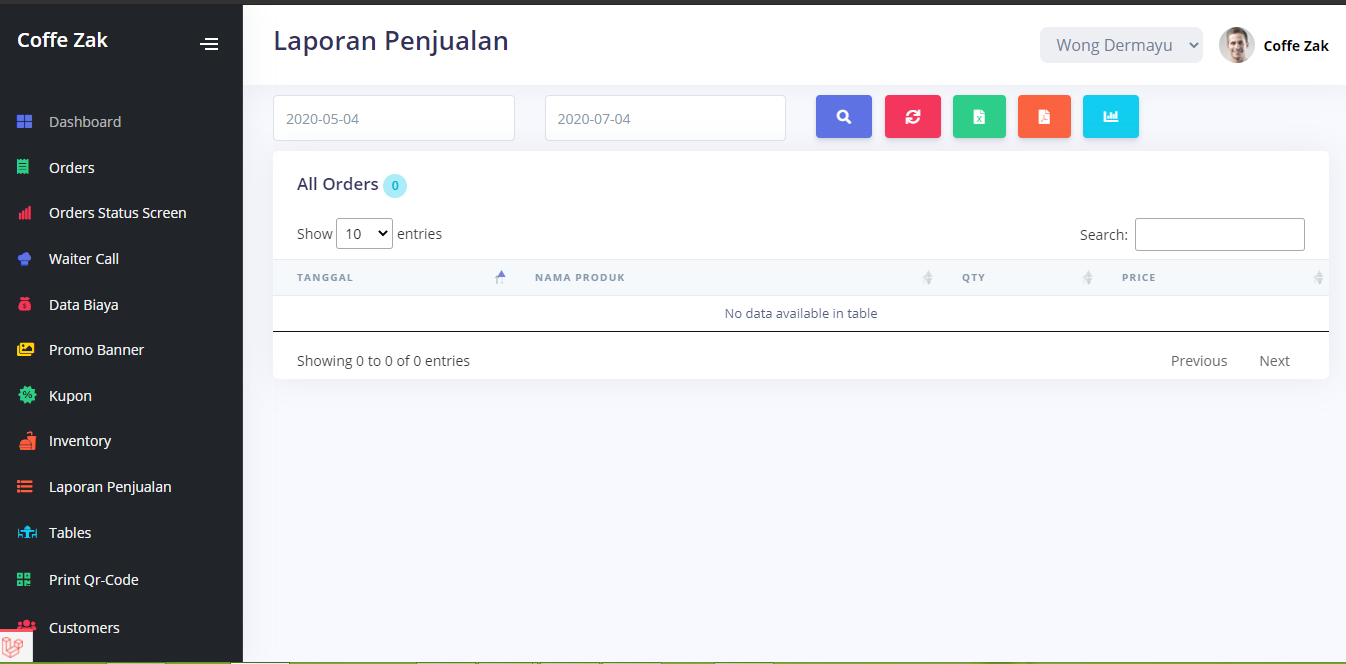 Coffe Zak
Laporan Penjualan
Wong Dermayu
Coffe Zak
Dashboard
Orders
Orders Status Screen
Waiter Call
Data Biaya
Promo Banner
Kupon
Inventory
Laporan Penjualan
Tables
Print Qr-Code
Customers
2020-05-04
2020-07-04
All Orders 0
Show 10 entries
Search:
TANGGAL NAMA PRODUK QTY PRICE
No data available in table
Showing 0 to 0 of 0 entries
Previous Next